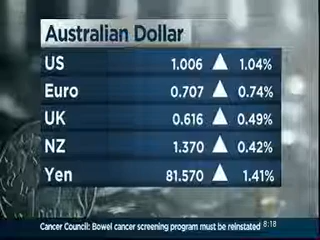 Australian Dollar
US 1.006 1.04%
Euro 0.707 0.74%
UK 0.616 0.49%
NZ 1.370 0.42%
Yen 81.570 1.41%
Cancer Council: Bowel cancer screening program must be reinstated 8:18